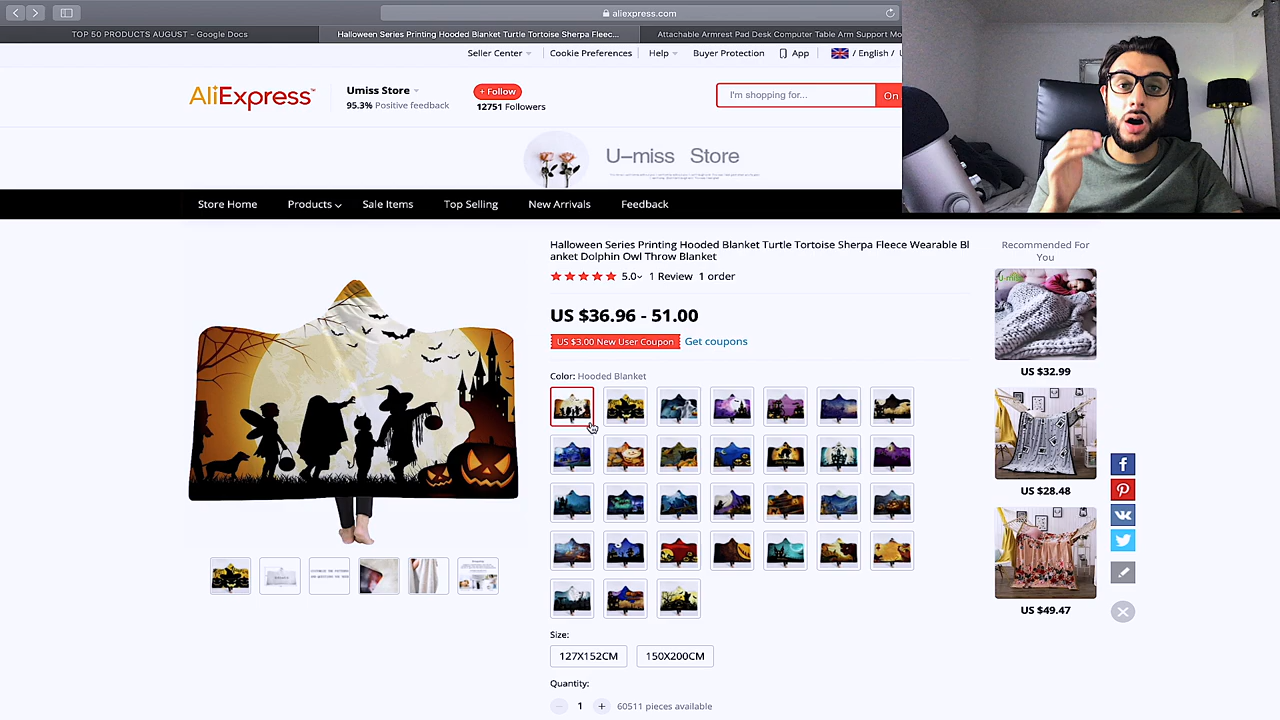 aliexpress.com
TOP 50 PRODUCTS AUGUST - Google Docs
Halloween Series Printing Hooded Blanket Turtle Tortoise Sherpa Fleec...
Attachable Armrest Pad Desk Computer Table Arm Support Mo
Seller Center
Cookie Preferences
Help
Buyer Protection
App
/ English /
AliExpress
Umiss Store
95.3% Positive feedback
+ Follow
12751 Followers
I'm shopping for...
On
U–miss Store
Store Home
Products
Sale Items
Top Selling
New Arrivals
Feedback
Halloween Series Printing Hooded Blanket Turtle Tortoise Sherpa Fleece Wearable Bl
anket Dolphin Owl Throw Blanket
5.0
1 Review
1 order
US $36.96 - 51.00
US $3.00 New User Coupon
Get coupons
Color: Hooded Blanket
Size:
127X152CM
150X200CM
Quantity:
1
60511 pieces available
Recommended For
You
US $32.99
US $28.48
US $49.47